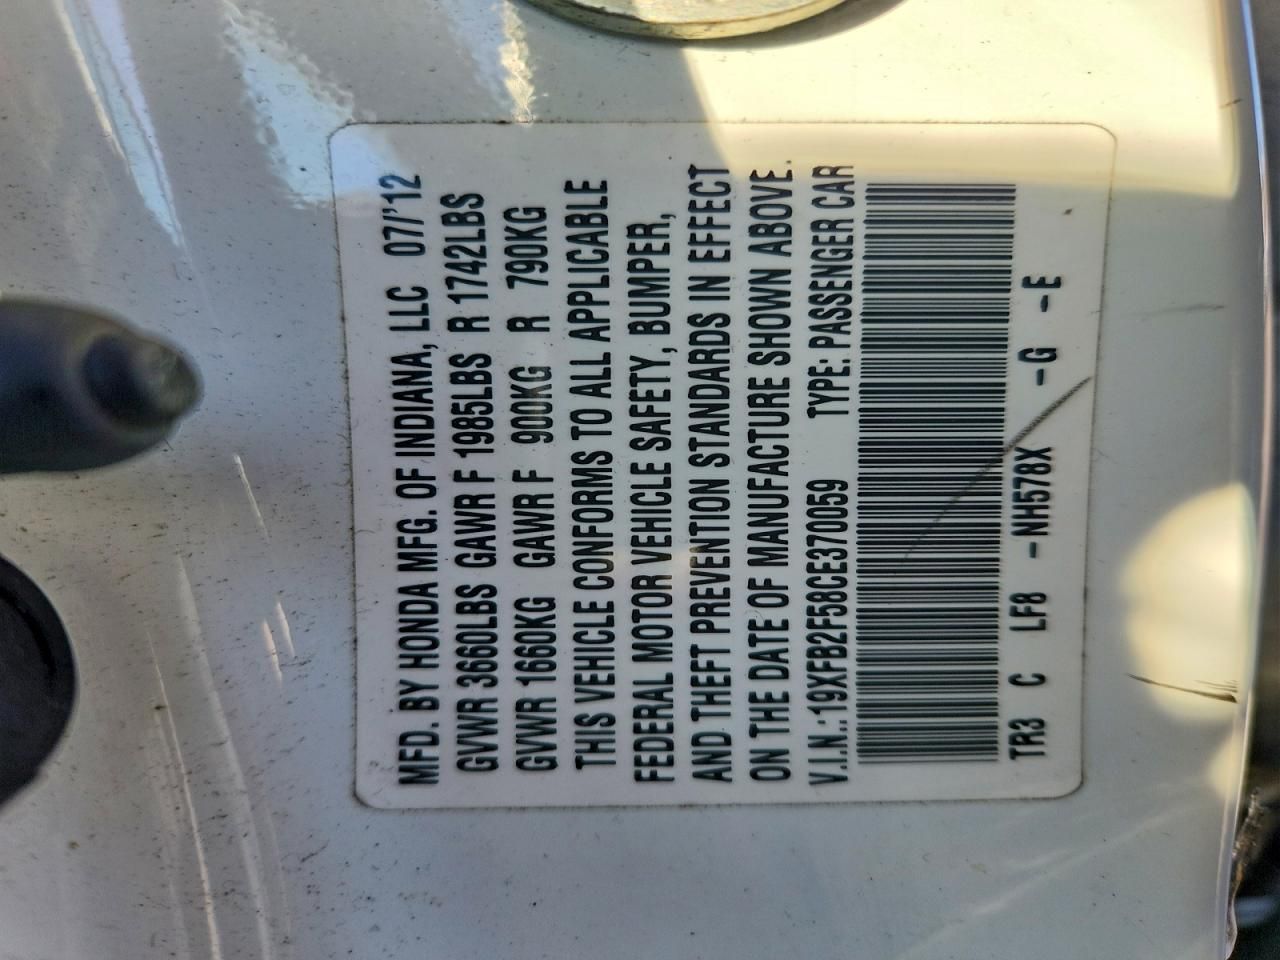 MFD. BY HONDA MFG. OF INDIANA, LLC 07/'12
GVWR 3660LBS GAWR F 1985LBS R 1742LBS
GVWR 1660KG GAWR F 900KG R 790KG
THIS VEHICLE CONFORMS TO ALL APPLICABLE
FEDERAL MOTOR VEHICLE SAFETY, BUMPER,
AND THEFT PREVENTION STANDARDS IN EFFECT
ON THE DATE OF MANUFACTURE SHOWN ABOVE.
V.I.N.: 19XFB2F58CE370059 TYPE: PASSENGER CAR
TR3 C LF8 -NH578X -G -E